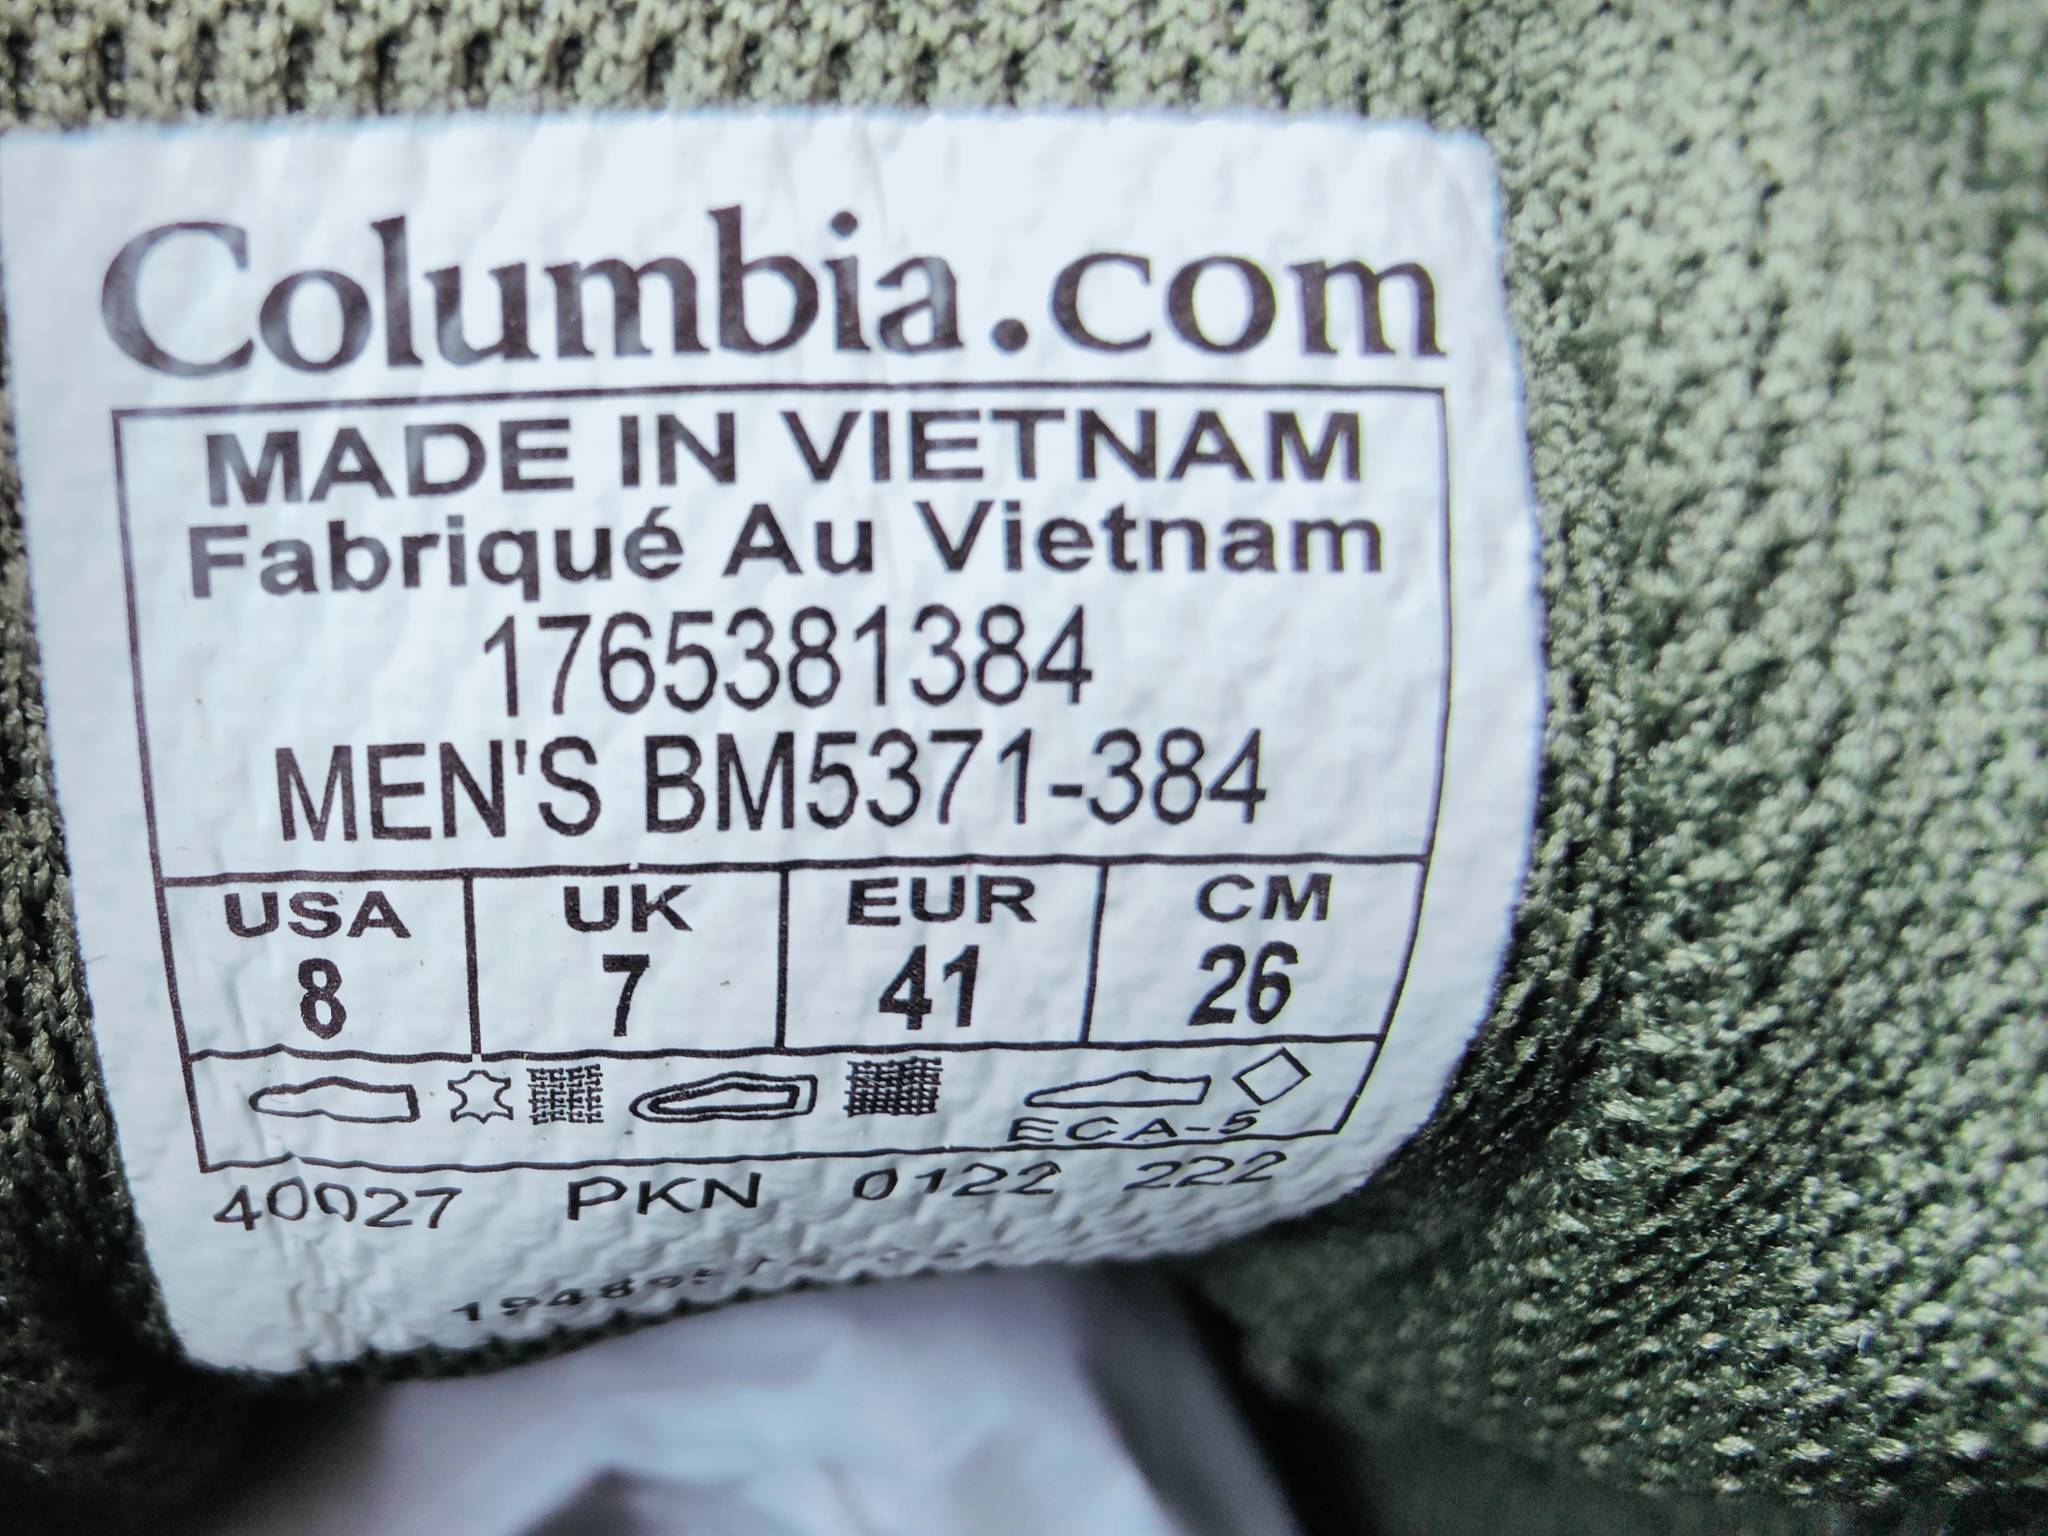 Columbia.com
MADE IN VIETNAM
Fabriqué Au Vietnam
1765381384
MEN'S BM5371-384
USA UK EUR CM
8 7 41 26
ECA-5
40027 PKN 0122 222